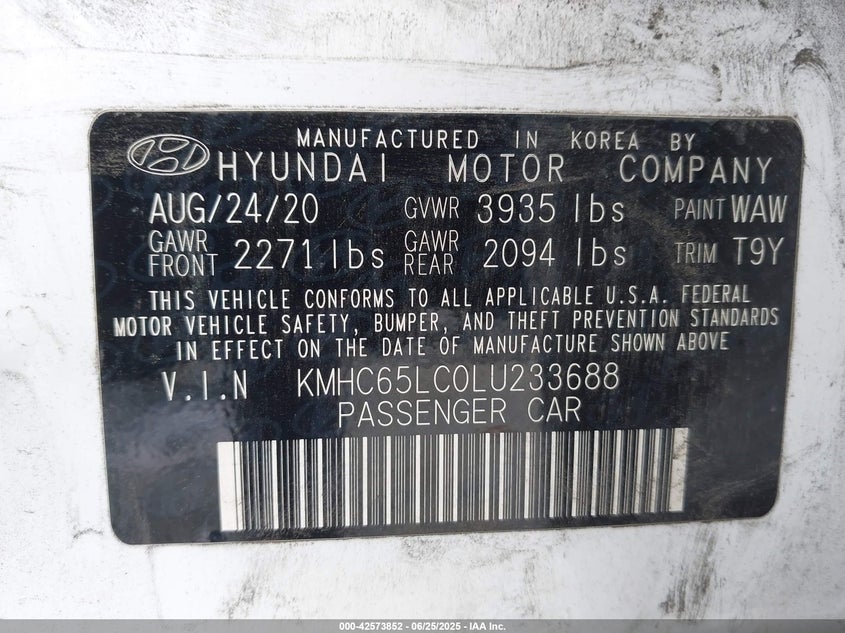 MANUFACTURED IN KOREA BY
HYUNDAI MOTOR COMPANY
AUG/24/20 GVWR 3935 lbs PAINT WAW
GAWR FRONT 2271 lbs GAWR REAR 2094 lbs TRIM T9Y
THIS VEHICLE CONFORMS TO ALL APPLICABLE U.S.A. FEDERAL
MOTOR VEHICLE SAFETY, BUMPER, AND THEFT PREVENTION STANDARDS
IN EFFECT ON THE DATE OF MANUFACTURE SHOWN ABOVE
V.I.N KMHC65LC0LU233688
PASSENGER CAR
000-42573852 - 06/25/2025 - IAA Inc.